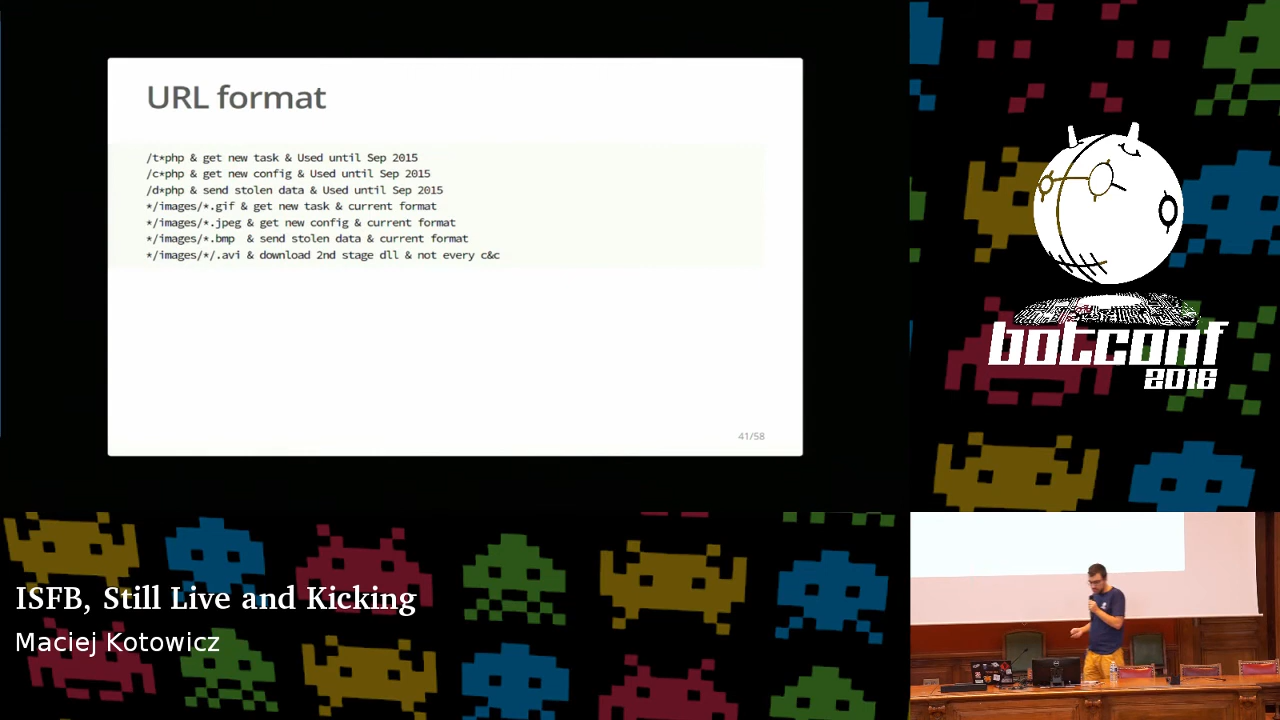 URL format
/t*php & get new task & Used until Sep 2015
/c*php & get new config & Used until Sep 2015
/d*php & send stolen data & Used until Sep 2015
*/images/*.gif & get new task & current format
*/images/*.jpeg & get new config & current format
*/images/*.bmp  & send stolen data & current format
*/images/*/.avi & download 2nd stage dll & not every c&c
41/58
botconf
2016
ISFB, Still Live and Kicking
Maciej Kotowicz